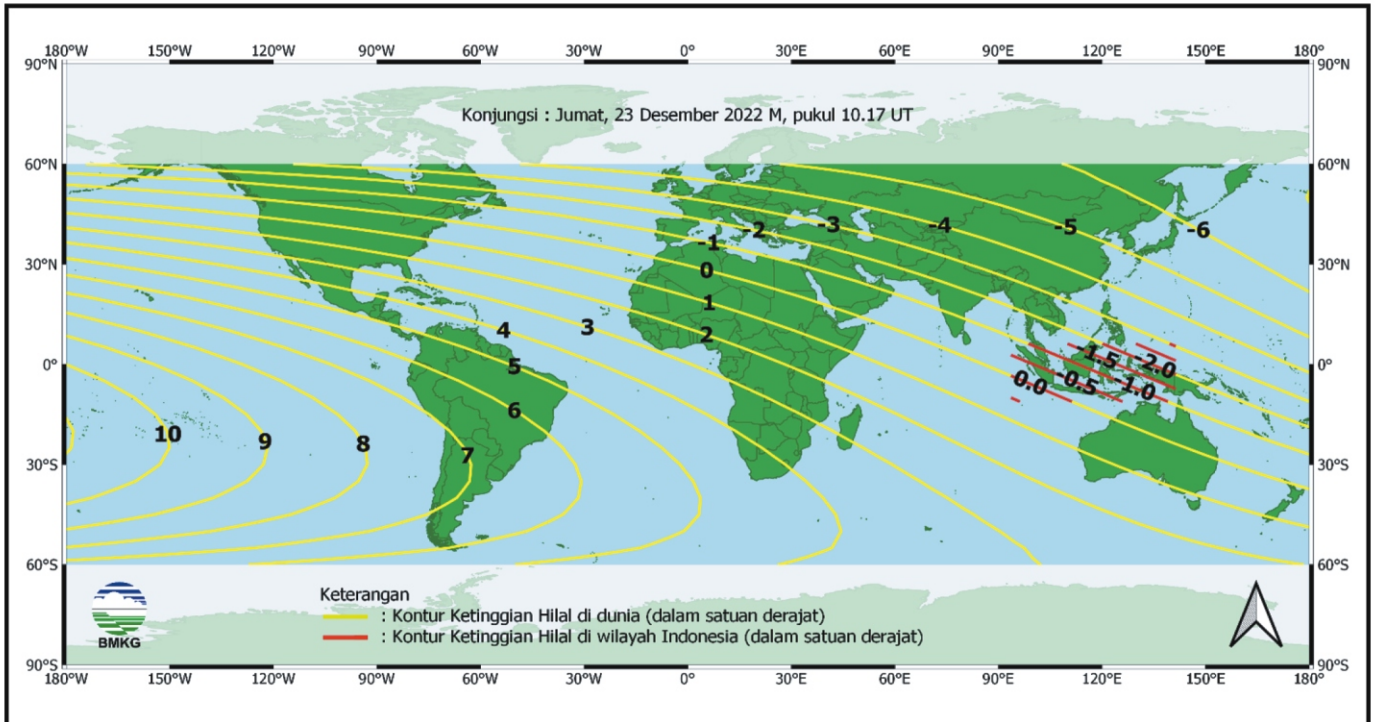 180°W 150°W 120°W 90°W 60°W 30°W 0° 30°E 60°E 90°E 120°E 150°E 180°
90°N 90°N
Konjungsi : Jumat, 23 Desember 2022 M, pukul 10.17 UT
60°N 60°N
-1 -2 -3 -4 -5 -6
30°N 30°N
0
1
4 3 2
0° 5 0°
-1.5 -2.0
0.0 -0.5 -1.0
6
10 9 8 7
30°S 30°S
60°S 60°S
Keterangan
: Kontur Ketinggian Hilal di dunia (dalam satuan derajat)
: Kontur Ketinggian Hilal di wilayah Indonesia (dalam satuan derajat)
BMKG
90°S 90°S
180°W 150°W 120°W 90°W 60°W 30°W 0° 30°E 60°E 90°E 120°E 150°E 180°